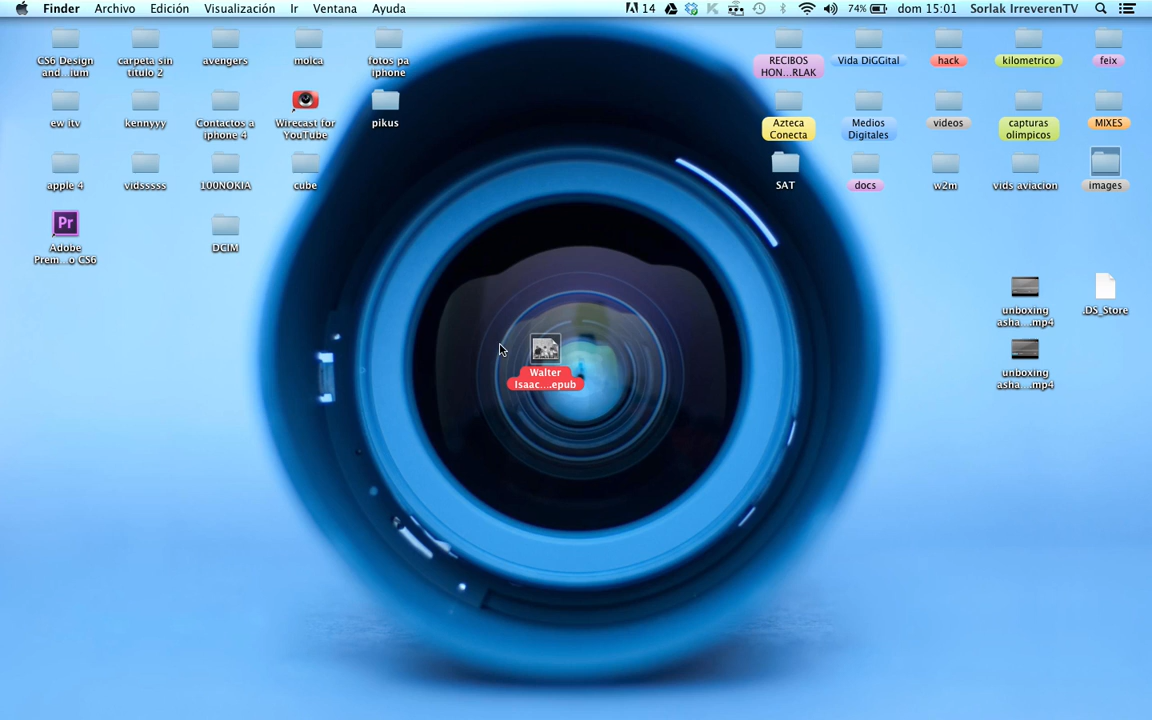 Finder Archivo Edición Visualización Ir Ventana Ayuda 14 74% dom 15:01 Sorlak IrreverenTV
CS6 Design
and...ium
carpeta sin
título 2
avengers
molca
fotos pa
iphone
RECIBOS
HON...RLAK
Vida DiGGital
hack
kilometrico
feix
ew itv
kennyyy
Contactos a
iphone 4
Wirecast for
YouTube
pikus
Azteca
Conecta
Medios
Digitales
videos
capturas
olimpicos
MIXES
apple 4
vidsssss
100NOKIA
cube
SAT
docs
w2m
vids aviacion
images
Pr
Adobe
Prem...o CS6
DCIM
unboxing
asha ....mp4
.DS_Store
Walter
Isaac....epub
unboxing
asha ....mp4